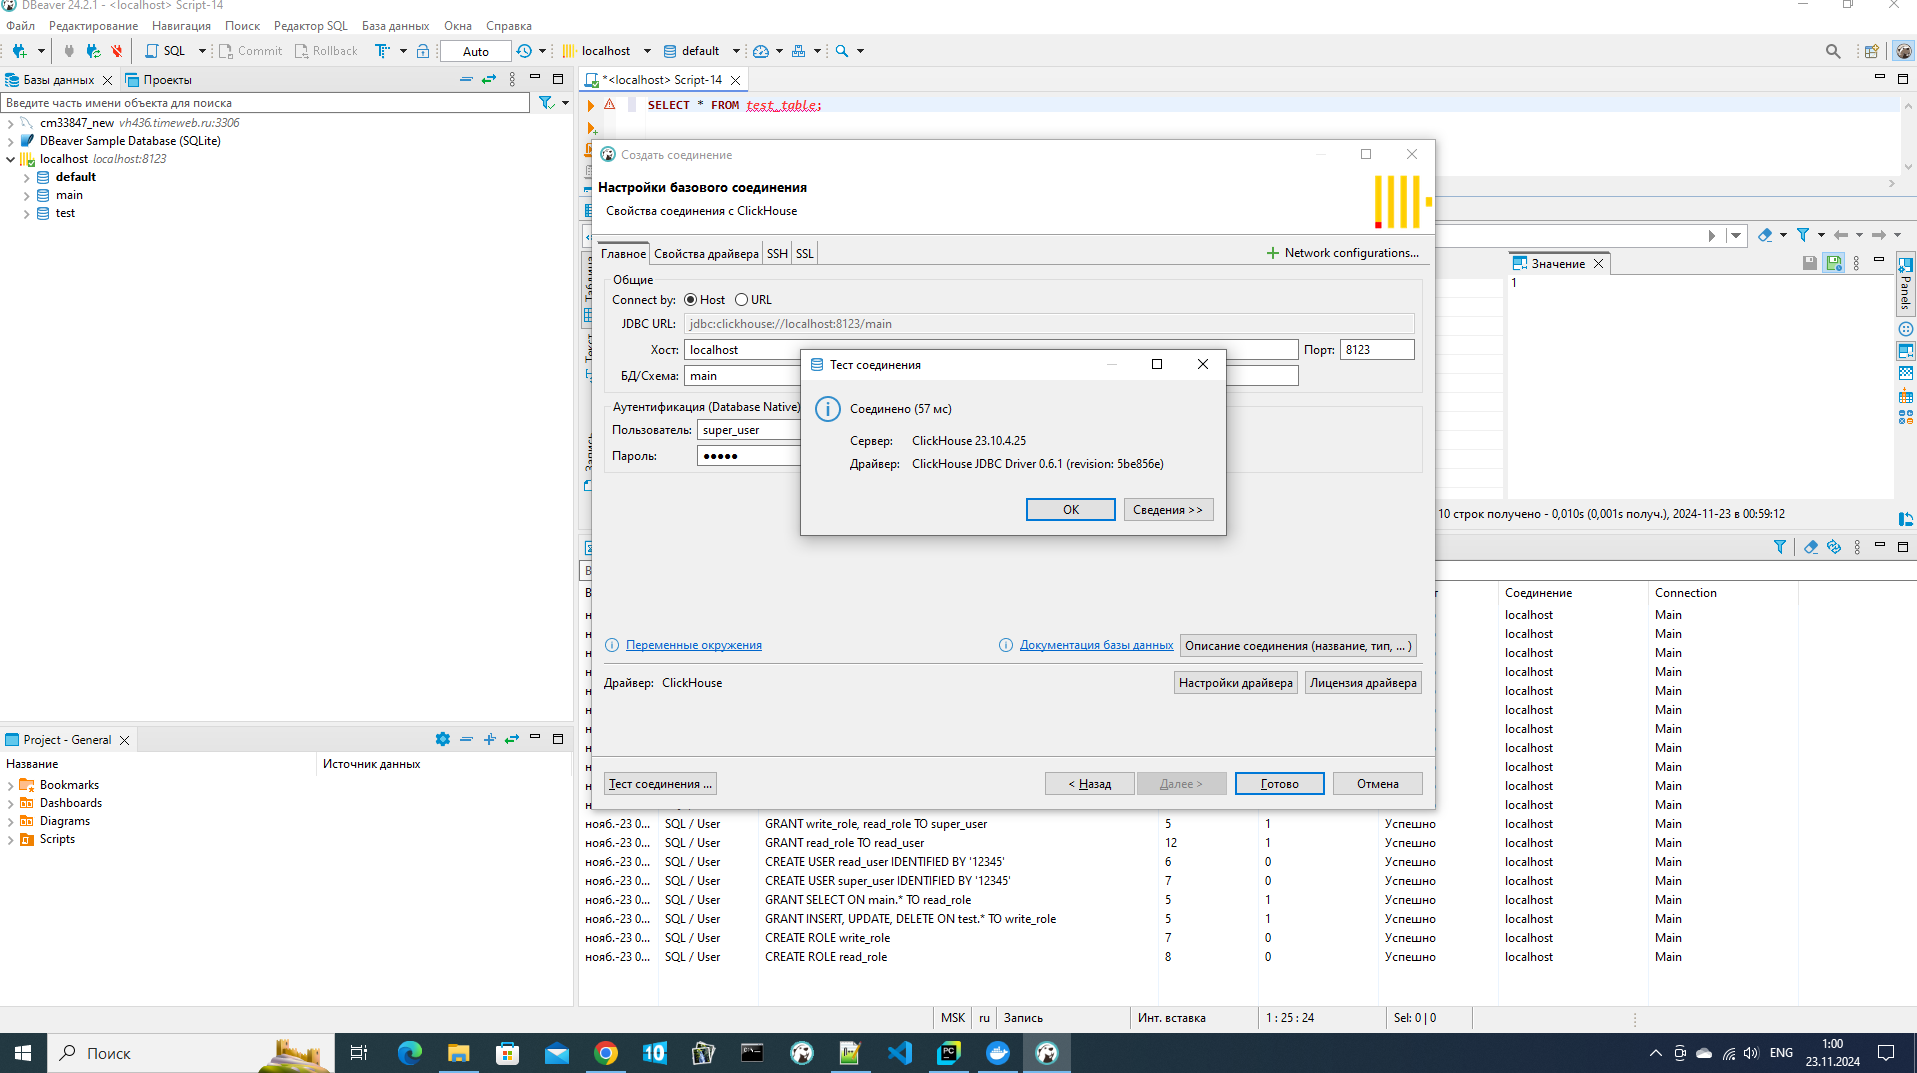 DBeaver 24.2.1 - <localhost> Script-14
Файл Редактирование Навигация Поиск Редактор SQL База данных Окна Справка
SQL Commit Rollback Auto localhost default
Базы данных Проекты
*<localhost> Script-14
Введите часть имени объекта для поиска
SELECT * FROM test_table;
cm33847_new vh436.timeweb.ru:3306
DBeaver Sample Database (SQLite)
localhost localhost:8123
default
main
test
Создать соединение
Настройки базового соединения
Свойства соединения с ClickHouse
Главное Свойства драйвера SSH SSL
Network configurations...
Общие
Connect by: Host URL
JDBC URL: jdbc:clickhouse://localhost:8123/main
Хост: localhost
Порт: 8123
БД/Схема: main
Аутентификация (Database Native)
Пользователь: super_user
Пароль: ●●●●●
Тест соединения
Соединено (57 мс)
Сервер: ClickHouse 23.10.4.25
Драйвер: ClickHouse JDBC Driver 0.6.1 (revision: 5be856e)
OK Сведения >>
Значение
1
Panels
10 строк получено - 0,010s (0,001s получ.), 2024-11-23 в 00:59:12
Переменные окружения
Документация базы данных
Описание соединения (название, тип, ... )
Драйвер: ClickHouse
Настройки драйвера Лицензия драйвера
Тест соединения ... < Назад Далее > Готово Отмена
Соединение Connection
localhost Main
localhost Main
localhost Main
localhost Main
localhost Main
localhost Main
localhost Main
localhost Main
localhost Main
localhost Main
localhost Main
нояб.-23 0... SQL / User GRANT write_role, read_role TO super_user 5 1 Успешно localhost Main
нояб.-23 0... SQL / User GRANT read_role TO read_user 12 1 Успешно localhost Main
нояб.-23 0... SQL / User CREATE USER read_user IDENTIFIED BY '12345' 6 0 Успешно localhost Main
нояб.-23 0... SQL / User CREATE USER super_user IDENTIFIED BY '12345' 7 0 Успешно localhost Main
нояб.-23 0... SQL / User GRANT SELECT ON main.* TO read_role 5 1 Успешно localhost Main
нояб.-23 0... SQL / User GRANT INSERT, UPDATE, DELETE ON test.* TO write_role 5 1 Успешно localhost Main
нояб.-23 0... SQL / User CREATE ROLE write_role 7 0 Успешно localhost Main
нояб.-23 0... SQL / User CREATE ROLE read_role 8 0 Успешно localhost Main
Project - General
Название Источник данных
Bookmarks
Dashboards
Diagrams
Scripts
MSK ru Запись Инт. вставка 1 : 25 : 24 Sel: 0 | 0
Поиск
ENG
1:00
23.11.2024